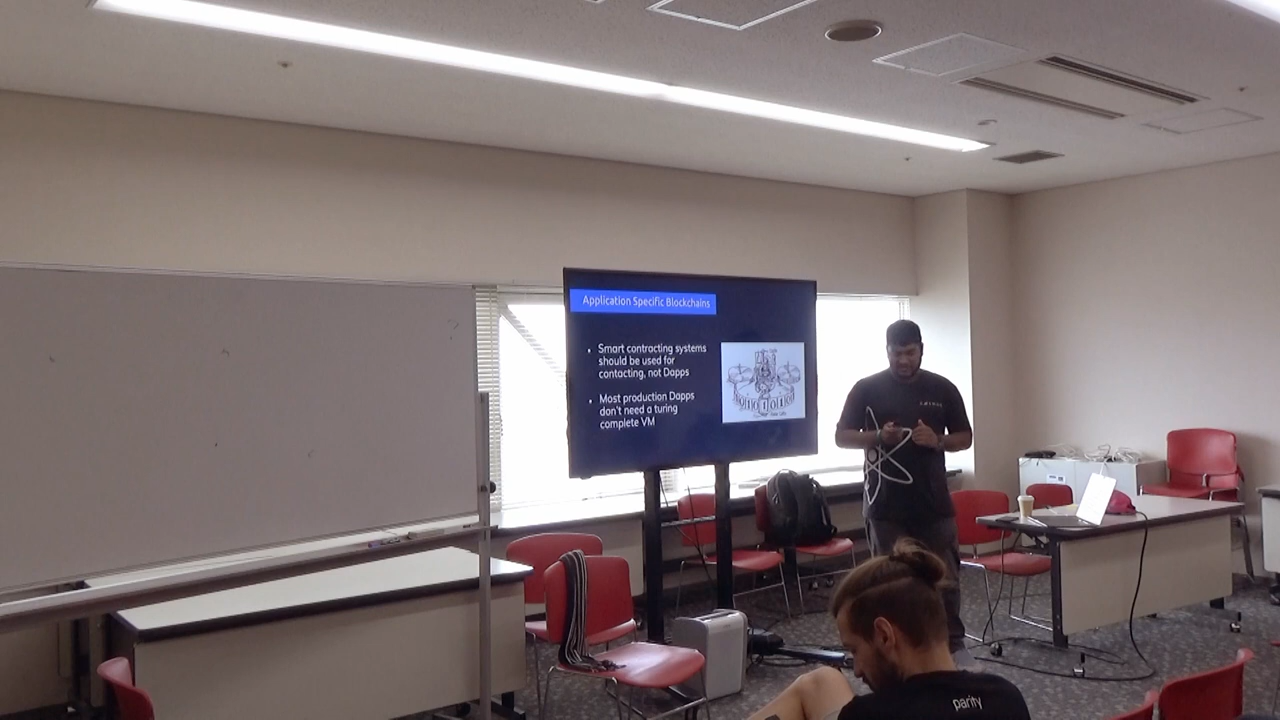 Application Specific Blockchains
• Smart contracting systems
should be used for
contacting, not Dapps
• Most production Dapps
don't need a turing
complete VM
parity